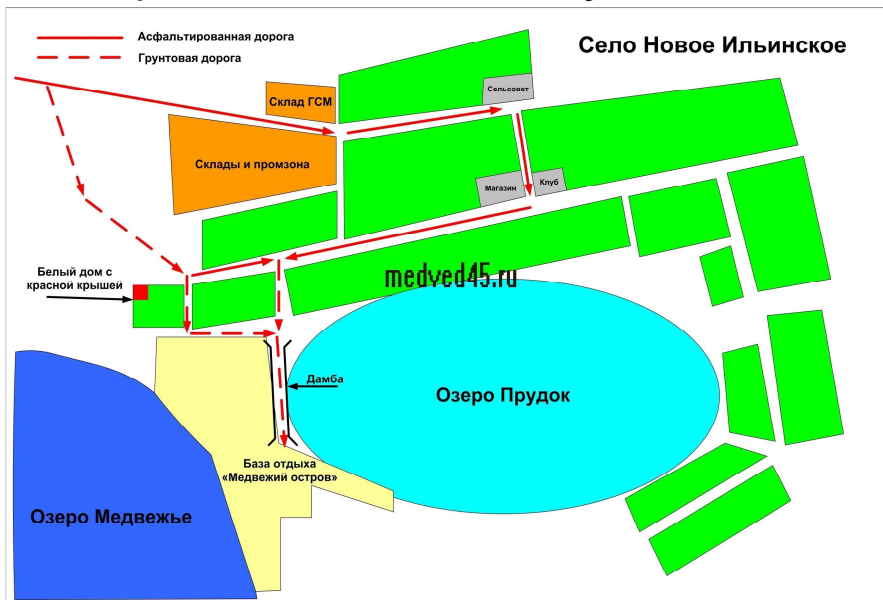 Асфальтированная дорога
Грунтовая дорога
Село Новое Ильинское
Сельсовет
Склад ГСМ
Склады и промзона
Магазин
Клуб
Белый дом с
красной крышей
medved45.ru
Дамба
Озеро Прудок
База отдыха
«Медвежий остров»
Озеро Медвежье